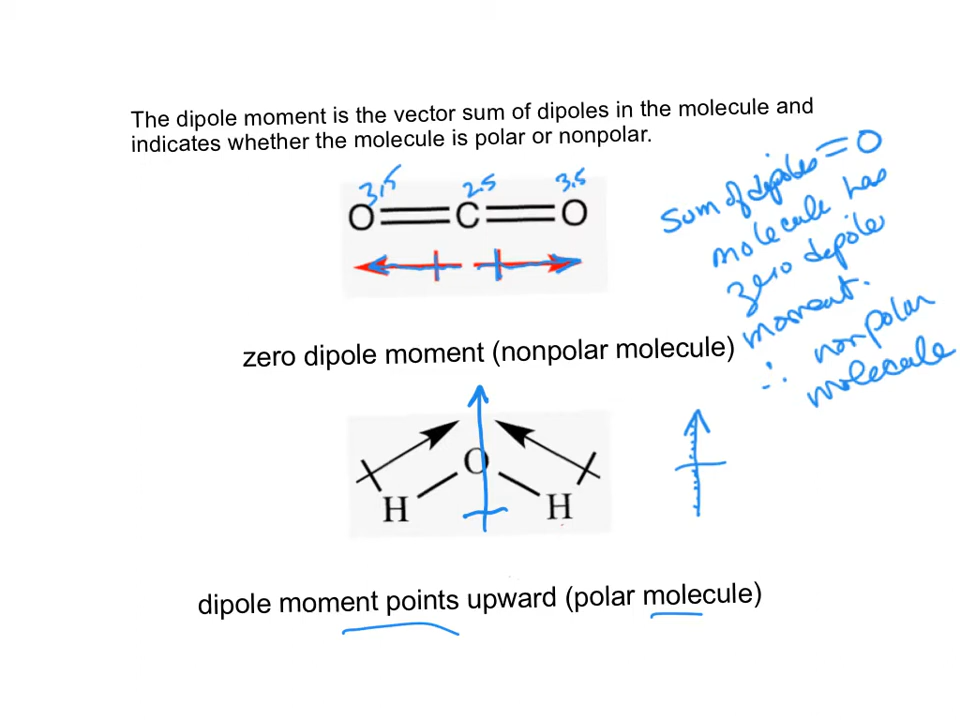 The dipole moment is the vector sum of dipoles in the molecule and
indicates whether the molecule is polar or nonpolar.
3.5 2.5 3.5
O=C=O
Sum of dipoles = 0
molecule has
zero dipole
moment.
∴ nonpolar
molecule
zero dipole moment (nonpolar molecule)
O
H H
dipole moment points upward (polar molecule)